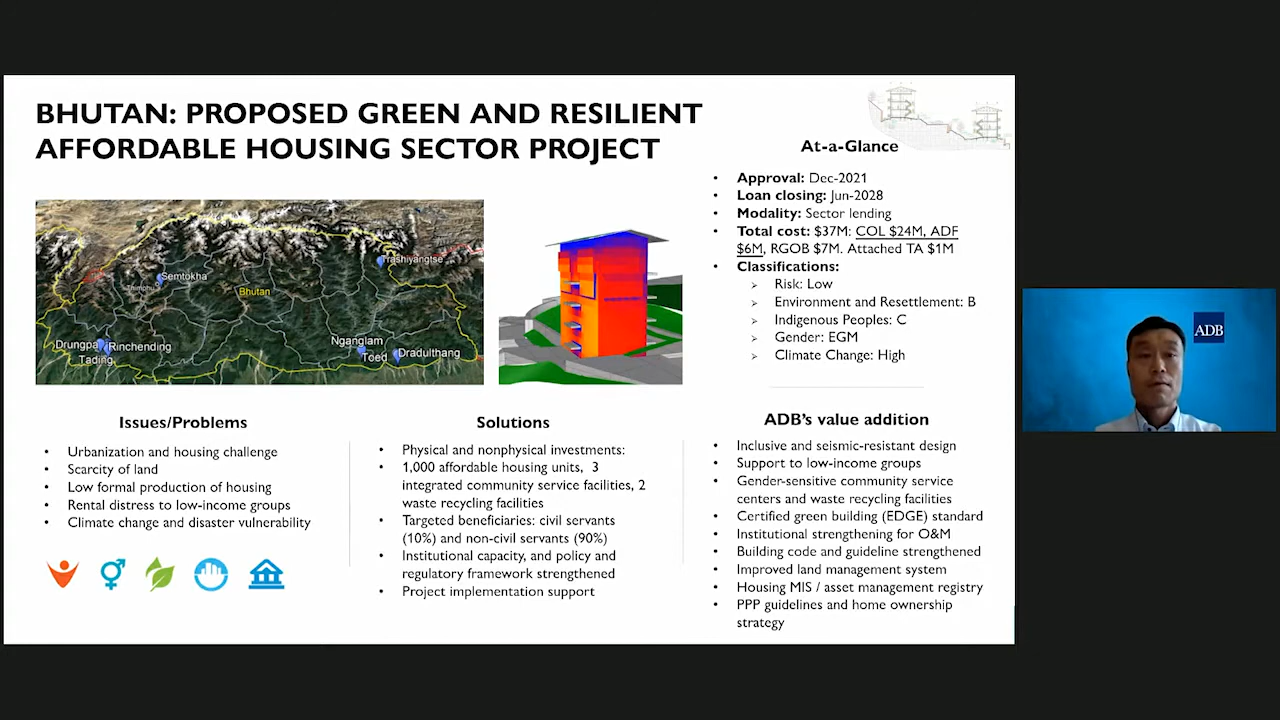 BHUTAN: PROPOSED GREEN AND RESILIENT
AFFORDABLE HOUSING SECTOR PROJECT
Semtokha
Thimphu
Bhutan
Trashiyangtse
Drungpa
Rinchending
Tading
Nganglam
Toed
Dradulthang
At-a-Glance
• Approval: Dec-2021
• Loan closing: Jun-2028
• Modality: Sector lending
• Total cost: $37M: COL $24M, ADF
$6M, RGOB $7M. Attached TA $1M
• Classifications:
➢ Risk: Low
➢ Environment and Resettlement: B
➢ Indigenous Peoples: C
➢ Gender: EGM
➢ Climate Change: High
Issues/Problems
• Urbanization and housing challenge
• Scarcity of land
• Low formal production of housing
• Rental distress to low-income groups
• Climate change and disaster vulnerability
Solutions
• Physical and nonphysical investments:
• 1,000 affordable housing units, 3
integrated community service facilities, 2
waste recycling facilities
• Targeted beneficiaries: civil servants
(10%) and non-civil servants (90%)
• Institutional capacity, and policy and
regulatory framework strengthened
• Project implementation support
ADB's value addition
• Inclusive and seismic-resistant design
• Support to low-income groups
• Gender-sensitive community service
centers and waste recycling facilities
• Certified green building (EDGE) standard
• Institutional strengthening for O&M
• Building code and guideline strengthened
• Improved land management system
• Housing MIS / asset management registry
• PPP guidelines and home ownership
strategy
ADB